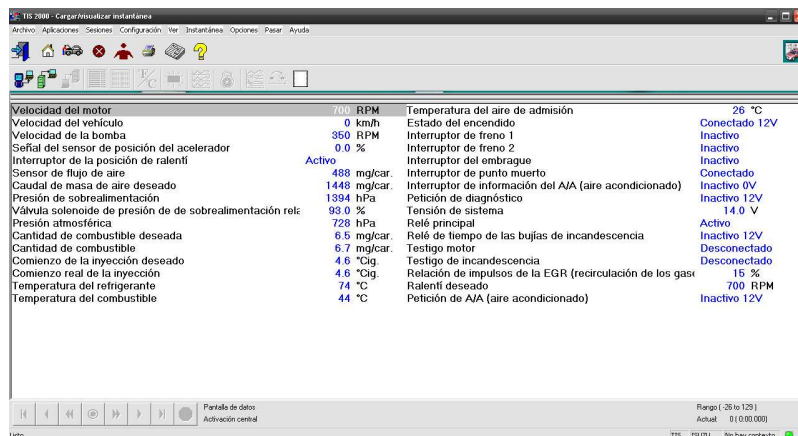 TIS 2000 - Cargar/visualizar instantánea
Archivo Aplicaciones Sesiones Configuración Ver Instantánea Opciones Pasar Ayuda
Velocidad del motor 700 RPM Temperatura del aire de admisión 26 °C
Velocidad del vehículo 0 km/h Estado del encendido Conectado 12V
Velocidad de la bomba 350 RPM Interruptor de freno 1 Inactivo
Señal del sensor de posición del acelerador 0.0 % Interruptor de freno 2 Inactivo
Interruptor de la posición de ralentí Activo Interruptor del embrague Inactivo
Sensor de flujo de aire 488 mg/car. Interruptor de punto muerto Conectado
Caudal de masa de aire deseado 1448 mg/car. Interruptor de información del A/A (aire acondicionado) Inactivo 0V
Presión de sobrealimentación 1394 hPa Petición de diagnóstico Inactivo 12V
Válvula solenoide de presión de de sobrealimentación rela 93.0 % Tensión de sistema 14.0 V
Presión atmosférica 728 hPa Relé principal Activo
Cantidad de combustible deseada 6.5 mg/car. Relé de tiempo de las bujías de incandescencia Inactivo 12V
Cantidad de combustible 6.7 mg/car. Testigo motor Desconectado
Comienzo de la inyección deseado 4.6 °Cig. Testigo de incandescencia Desconectado
Comienzo real de la inyección 4.6 °Cig. Relación de impulsos de la EGR (recirculación de los gase 15 %
Temperatura del refrigerante 74 °C Ralentí deseado 700 RPM
Temperatura del combustible 44 °C Petición de A/A (aire acondicionado) Inactivo 12V
Pantalla de datos Rango ( -26 to 129 )
Activación central Actual: 0 ( 0:00.000)
Listo TIS ISUZU No hay contexto